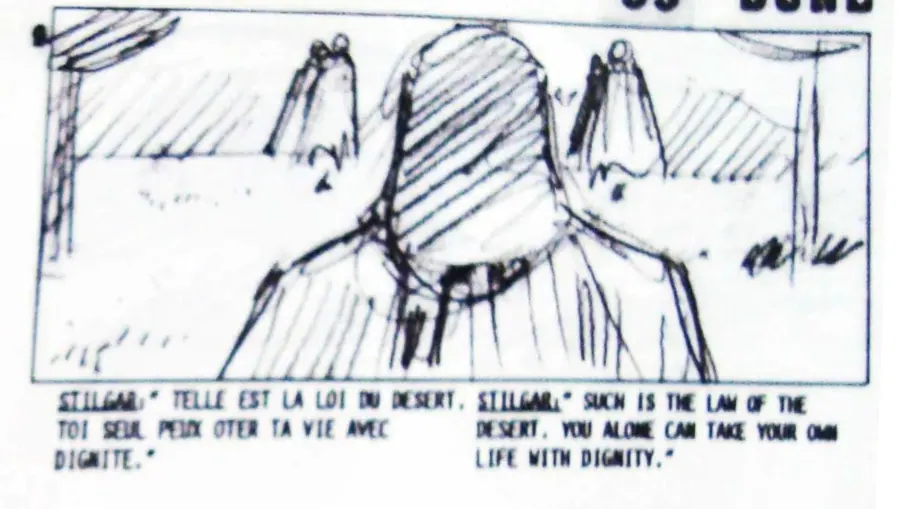 STILGAR: " TELLE EST LA LOI DU DESERT.
TOI SEUL PEUX OTER TA VIE AVEC
DIGNITE."
STILGAR: " SUCH IS THE LAW OF THE
DESERT. YOU ALONE CAN TAKE YOUR OWN
LIFE WITH DIGNITY."